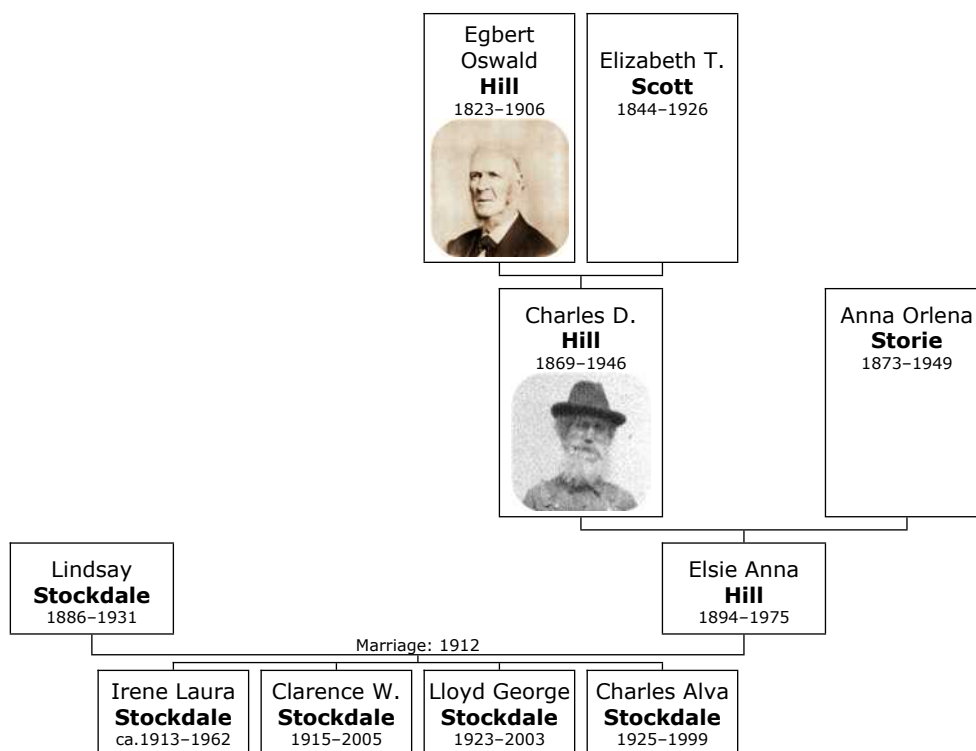 Egbert
Oswald
Hill
1823–1906
Elizabeth T.
Scott
1844–1926
Charles D.
Hill
1869–1946
Anna Orlena
Storie
1873–1949
Lindsay
Stockdale
1886–1931
Elsie Anna
Hill
1894–1975
Marriage: 1912
Irene Laura
Stockdale
ca.1913–1962
Clarence W.
Stockdale
1915–2005
Lloyd George
Stockdale
1923–2003
Charles Alva
Stockdale
1925–1999